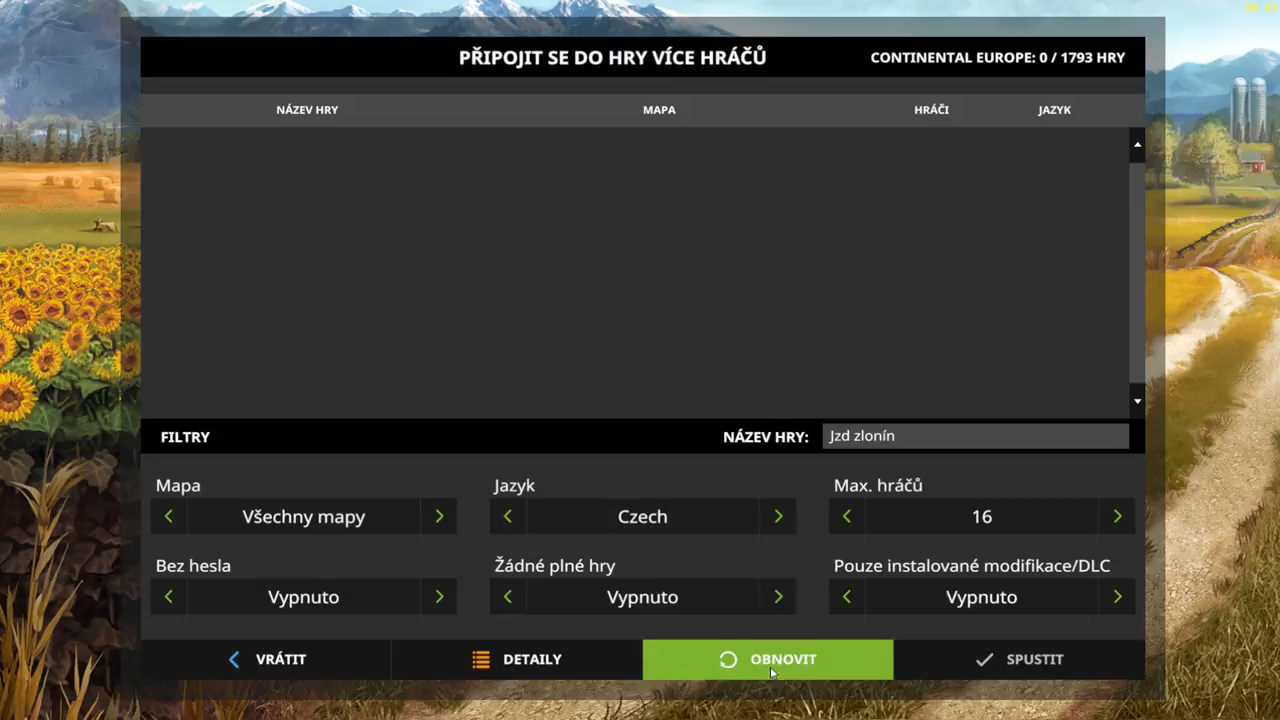 PŘIPOJIT SE DO HRY VÍCE HRÁČŮ
CONTINENTAL EUROPE: 0 / 1793 HRY
NÁZEV HRY MAPA HRÁČI JAZYK
FILTRY
NÁZEV HRY: Jzd zlonín
Mapa Jazyk Max. hráčů
Všechny mapy Czech 16
Bez hesla Žádné plné hry Pouze instalované modifikace/DLC
Vypnuto Vypnuto Vypnuto
VRÁTIT DETAILY OBNOVIT SPUSTIT